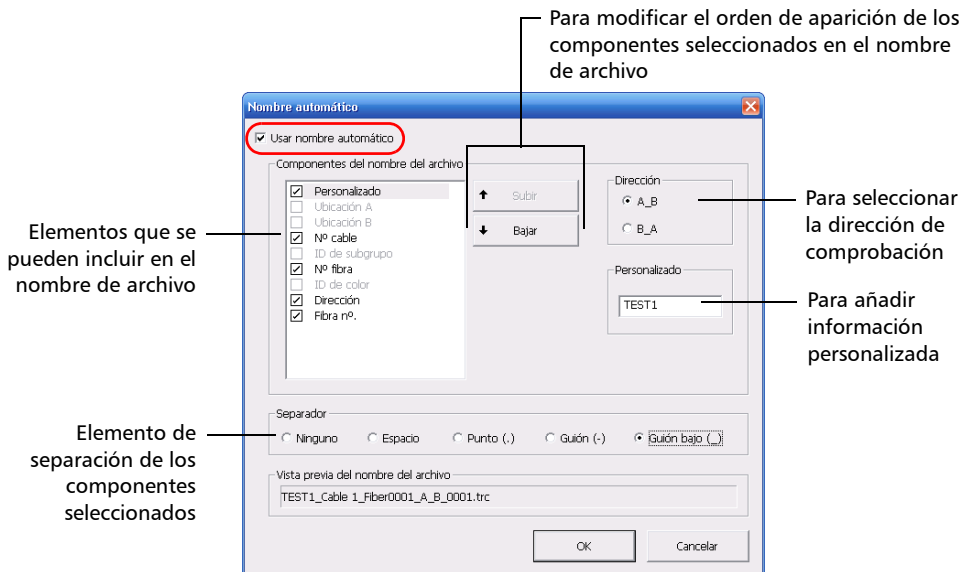 Para modificar el orden de aparición de los
componentes seleccionados en el nombre
de archivo
Nombre automático
Usar nombre automático
Componentes del nombre del archivo
Personalizado
Ubicación A
Ubicación B
Nº cable
ID de subgrupo
Nº fibra
ID de color
Dirección
Fibra nº.
Subir
Bajar
Dirección
A_B
B_A
Personalizado
TEST1
Elementos que se
pueden incluir en el
nombre de archivo
Para seleccionar
la dirección de
comprobación
Para añadir
información
personalizada
Elemento de
separación de los
componentes
seleccionados
Separador
Ninguno
Espacio
Punto (.)
Guión (-)
Guión bajo (_)
Vista previa del nombre del archivo
TEST1_Cable 1_Fiber0001_A_B_0001.trc
OK
Cancelar